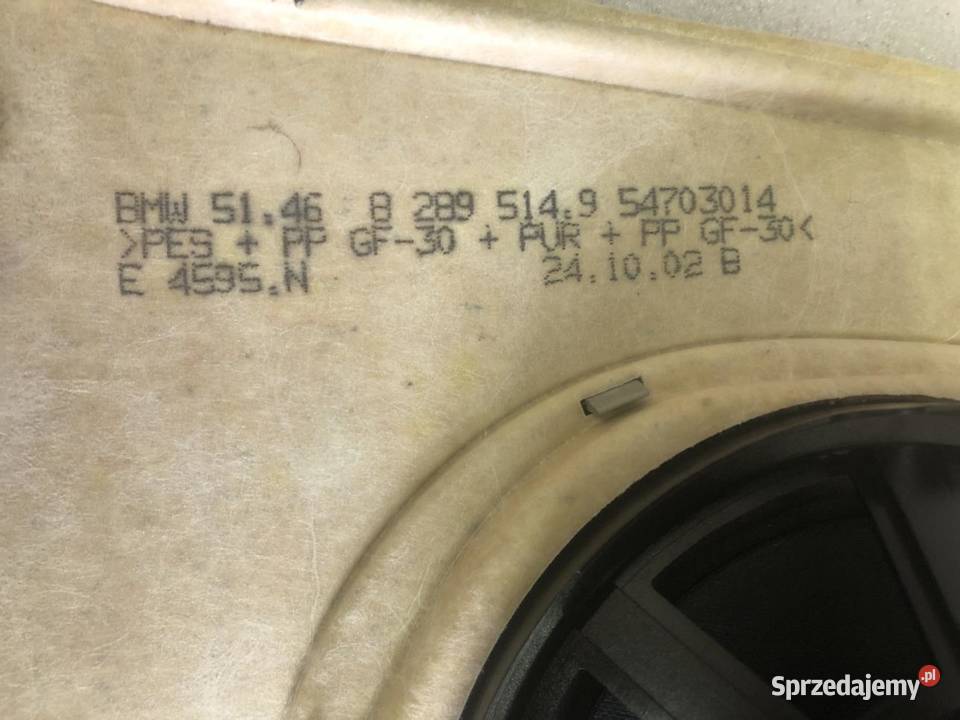 BMW 51.46 8 289 514.9 54703014
>PES + PP GF-30 + PUR + PP GF-30<
E 4595.N 24.10.02 B
Sprzedajemy.pl